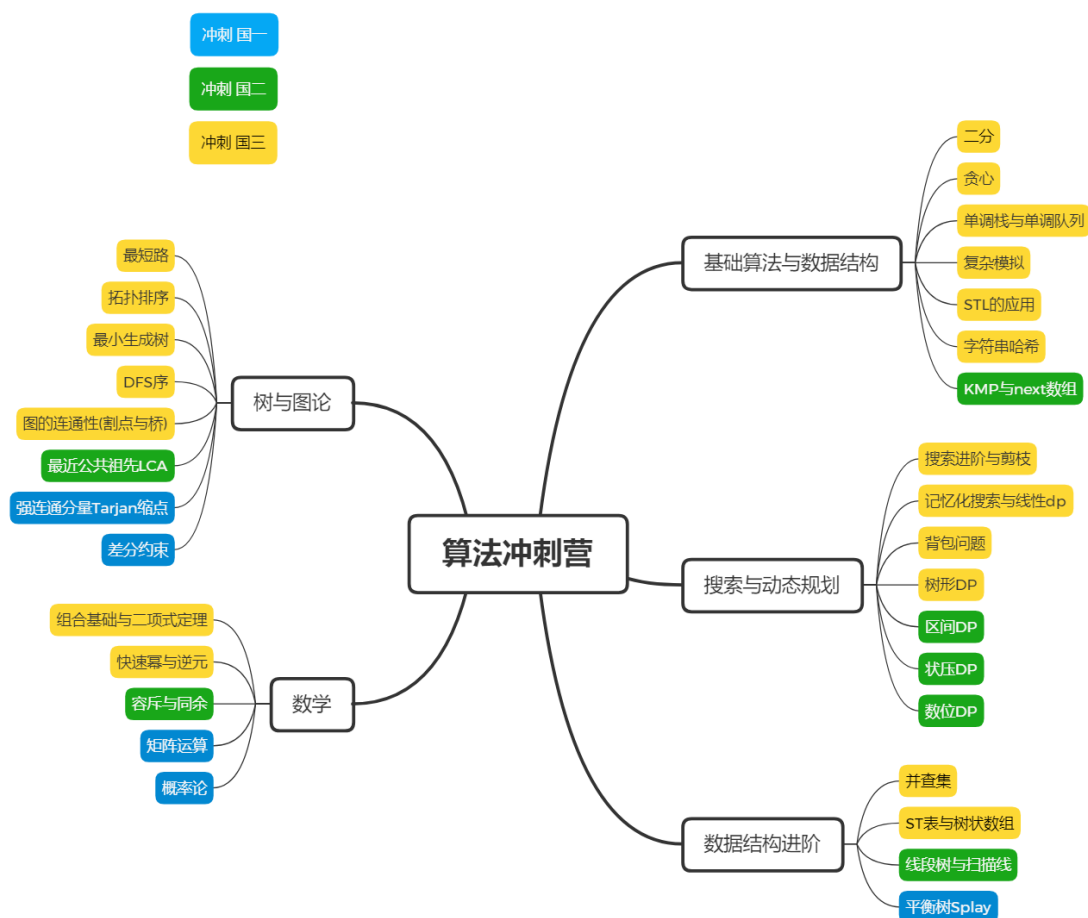 冲刺 国一
冲刺 国二
冲刺 国三
算法冲刺营
基础算法与数据结构
二分
贪心
单调栈与单调队列
复杂模拟
STL的应用
字符串哈希
KMP与next数组
搜索与动态规划
搜索进阶与剪枝
记忆化搜索与线性dp
背包问题
树形DP
区间DP
状压DP
数位DP
数据结构进阶
并查集
ST表与树状数组
线段树与扫描线
平衡树Splay
树与图论
最短路
拓扑排序
最小生成树
DFS序
图的连通性(割点与桥)
最近公共祖先LCA
强连通分量Tarjan缩点
差分约束
数学
组合基础与二项式定理
快速幂与逆元
容斥与同余
矩阵运算
概率论